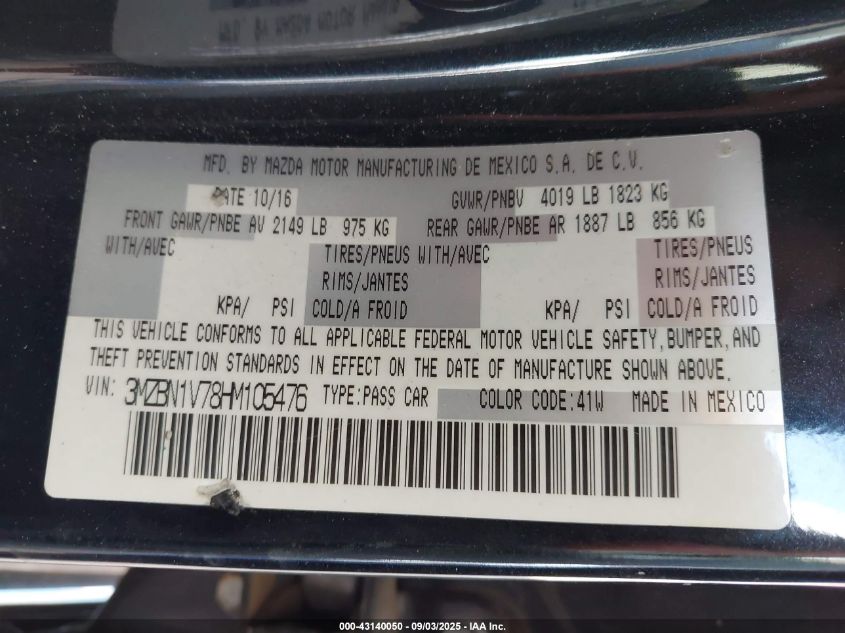 MFD. BY MAZDA MOTOR MANUFACTURING DE MEXICO S.A. DE C.V.
DATE 10/16 GVWR/PNBV 4019 LB 1823 KG
FRONT GAWR/PNBE AV 2149 LB 975 KG REAR GAWR/PNBE AR 1887 LB 856 KG
WITH/AVEC TIRES/PNEUS WITH/AVEC TIRES/PNEUS
RIMS/JANTES RIMS/JANTES
KPA/ PSI COLD/A FROID KPA/ PSI COLD/A FROID
THIS VEHICLE CONFORMS TO ALL APPLICABLE FEDERAL MOTOR VEHICLE SAFETY, BUMPER, AND
THEFT PREVENTION STANDARDS IN EFFECT ON THE DATE OF MANUFACTURE SHOWN ABOVE.
VIN: 3MZBN1V78HM105476 TYPE:PASS CAR COLOR CODE:41W MADE IN MEXICO
000-43140050 - 09/03/2025 - IAA Inc.